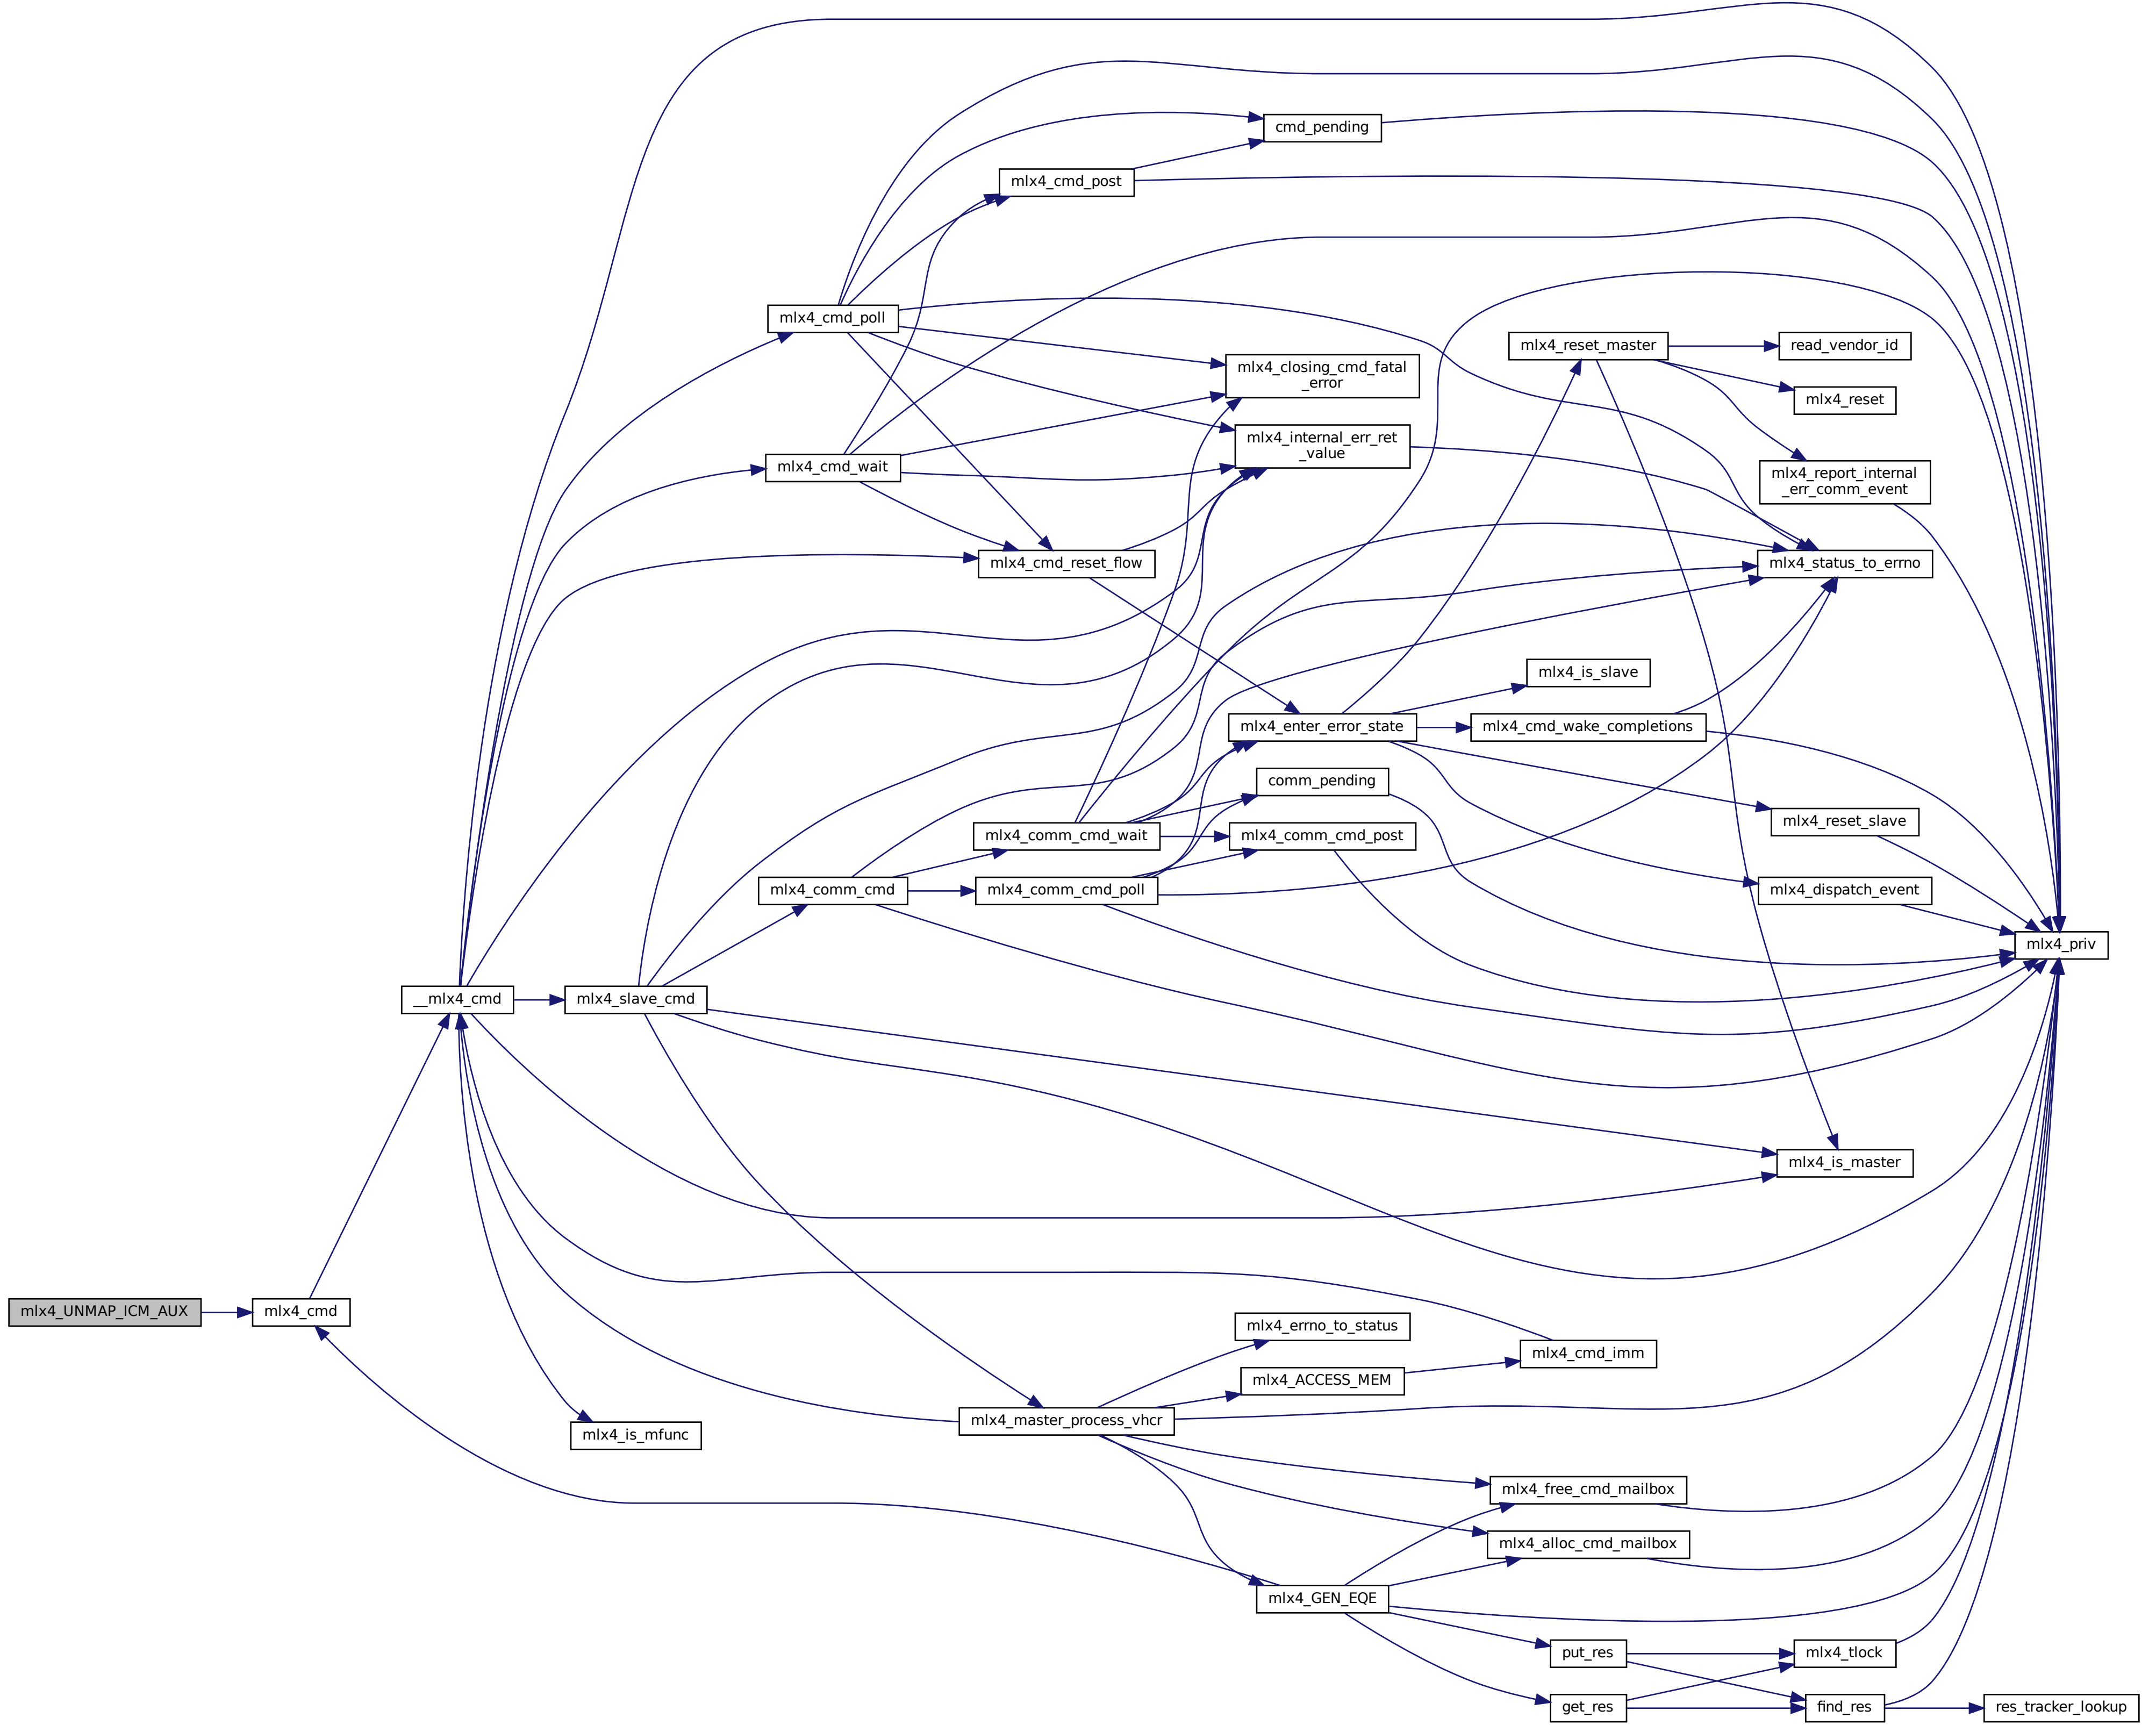 cmd_pending
mlx4_cmd_post
mlx4_cmd_poll
mlx4_reset_master
read_vendor_id
mlx4_closing_cmd_fatal
_error
mlx4_reset
mlx4_internal_err_ret
_value
mlx4_cmd_wait
mlx4_report_internal
_err_comm_event
mlx4_cmd_reset_flow
mlx4_status_to_errno
mlx4_is_slave
mlx4_enter_error_state
mlx4_cmd_wake_completions
comm_pending
mlx4_reset_slave
mlx4_comm_cmd_wait
mlx4_comm_cmd_post
mlx4_comm_cmd
mlx4_comm_cmd_poll
mlx4_dispatch_event
mlx4_priv
__mlx4_cmd
mlx4_slave_cmd
mlx4_is_master
mlx4_UNMAP_ICM_AUX
mlx4_cmd
mlx4_errno_to_status
mlx4_cmd_imm
mlx4_ACCESS_MEM
mlx4_master_process_vhcr
mlx4_is_mfunc
mlx4_free_cmd_mailbox
mlx4_alloc_cmd_mailbox
mlx4_GEN_EQE
put_res
mlx4_tlock
get_res
find_res
res_tracker_lookup